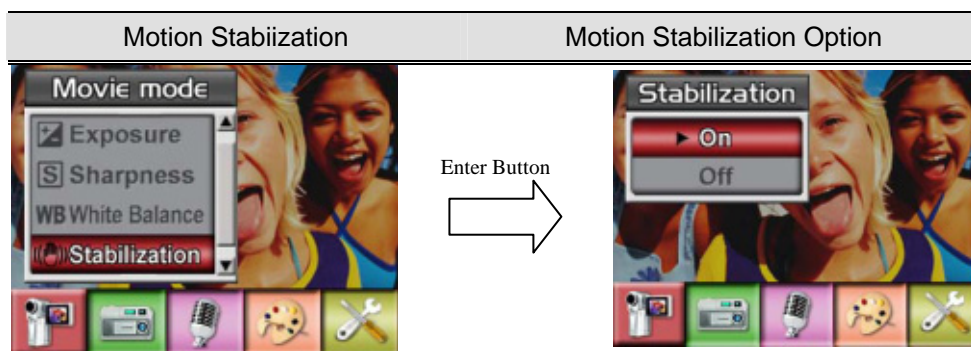 Motion Stabiization
Motion Stabilization Option
Movie mode
Exposure
S Sharpness
WB White Balance
Stabilization
Enter Button
Stabilization
On
Off